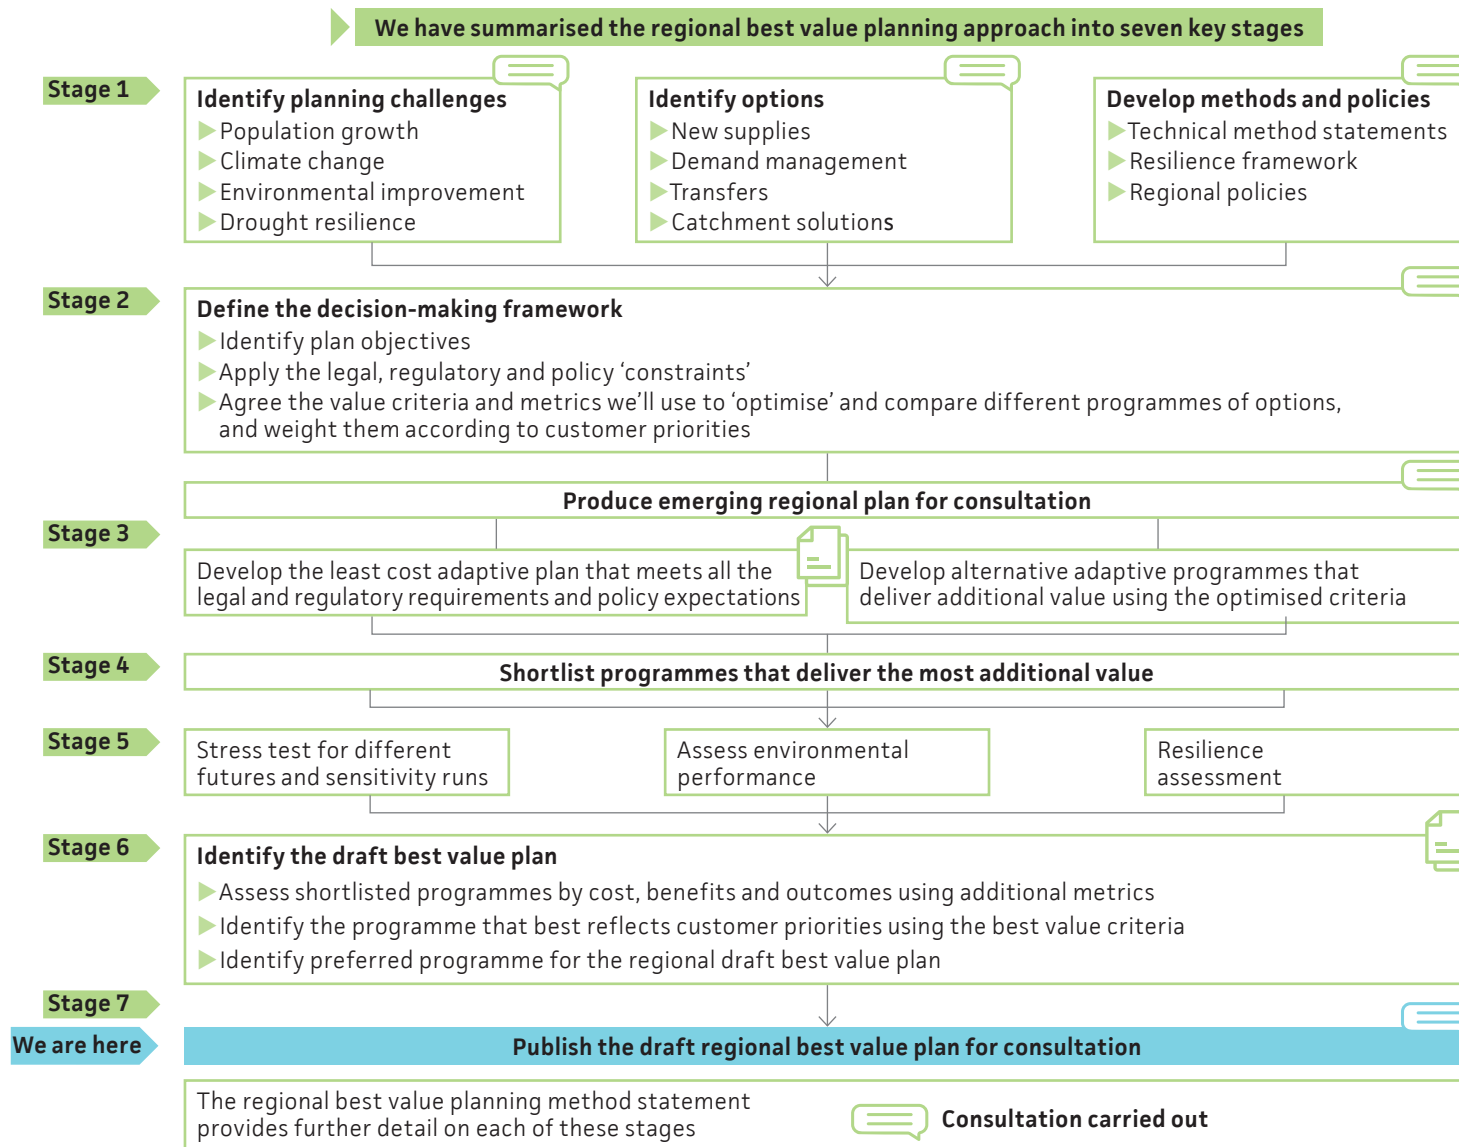 We have summarised the regional best value planning approach into seven key stages
Stage 1
Identify planning challenges
Population growth
Climate change
Environmental improvement
Drought resilience
Identify options
New supplies
Demand management
Transfers
Catchment solutions
Develop methods and policies
Technical method statements
Resilience framework
Regional policies
Stage 2
Define the decision-making framework
Identify plan objectives
Apply the legal, regulatory and policy ‘constraints’
Agree the value criteria and metrics we’ll use to ‘optimise’ and compare different programmes of options,
and weight them according to customer priorities
Produce emerging regional plan for consultation
Stage 3
Develop the least cost adaptive plan that meets all the
legal and regulatory requirements and policy expectations
Develop alternative adaptive programmes that
deliver additional value using the optimised criteria
Stage 4
Shortlist programmes that deliver the most additional value
Stage 5
Stress test for different
futures and sensitivity runs
Assess environmental
performance
Resilience
assessment
Stage 6
Identify the draft best value plan
Assess shortlisted programmes by cost, benefits and outcomes using additional metrics
Identify the programme that best reflects customer priorities using the best value criteria
Identify preferred programme for the regional draft best value plan
Stage 7
We are here
Publish the draft regional best value plan for consultation
The regional best value planning method statement
provides further detail on each of these stages
Consultation carried out